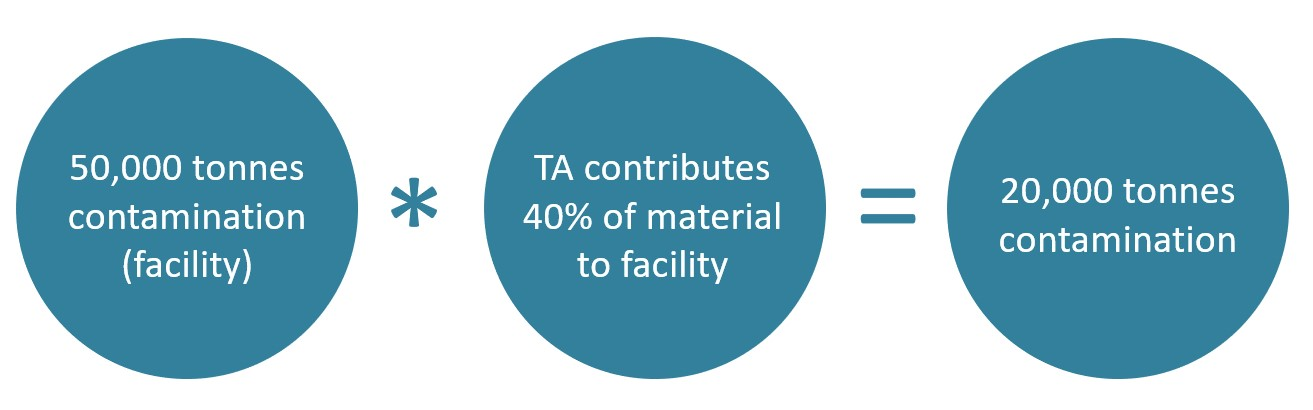 50,000 tonnes
contamination
(facility)
*
TA contributes
40% of material
to facility
=
20,000 tonnes
contamination